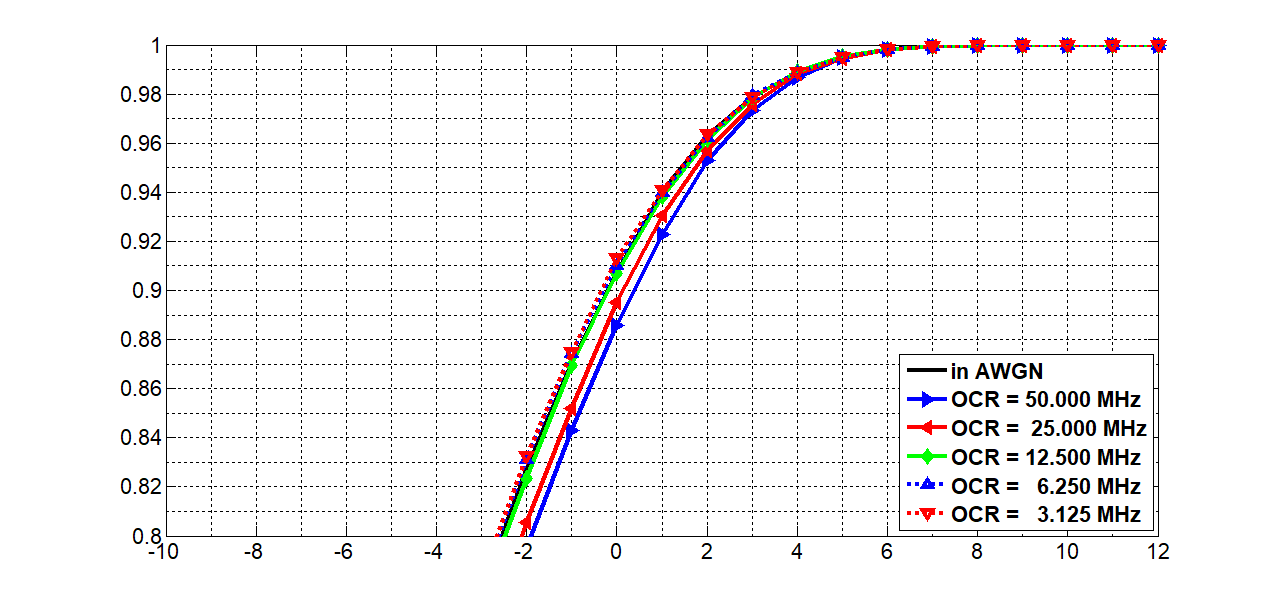 1
0.98
0.96
0.94
0.92
0.9
0.88
0.86
0.84
0.82
0.8
-10 -8 -6 -4 -2 0 2 4 6 8 10 12
in AWGN
OCR = 50.000 MHz
OCR = 25.000 MHz
OCR = 12.500 MHz
OCR = 6.250 MHz
OCR = 3.125 MHz